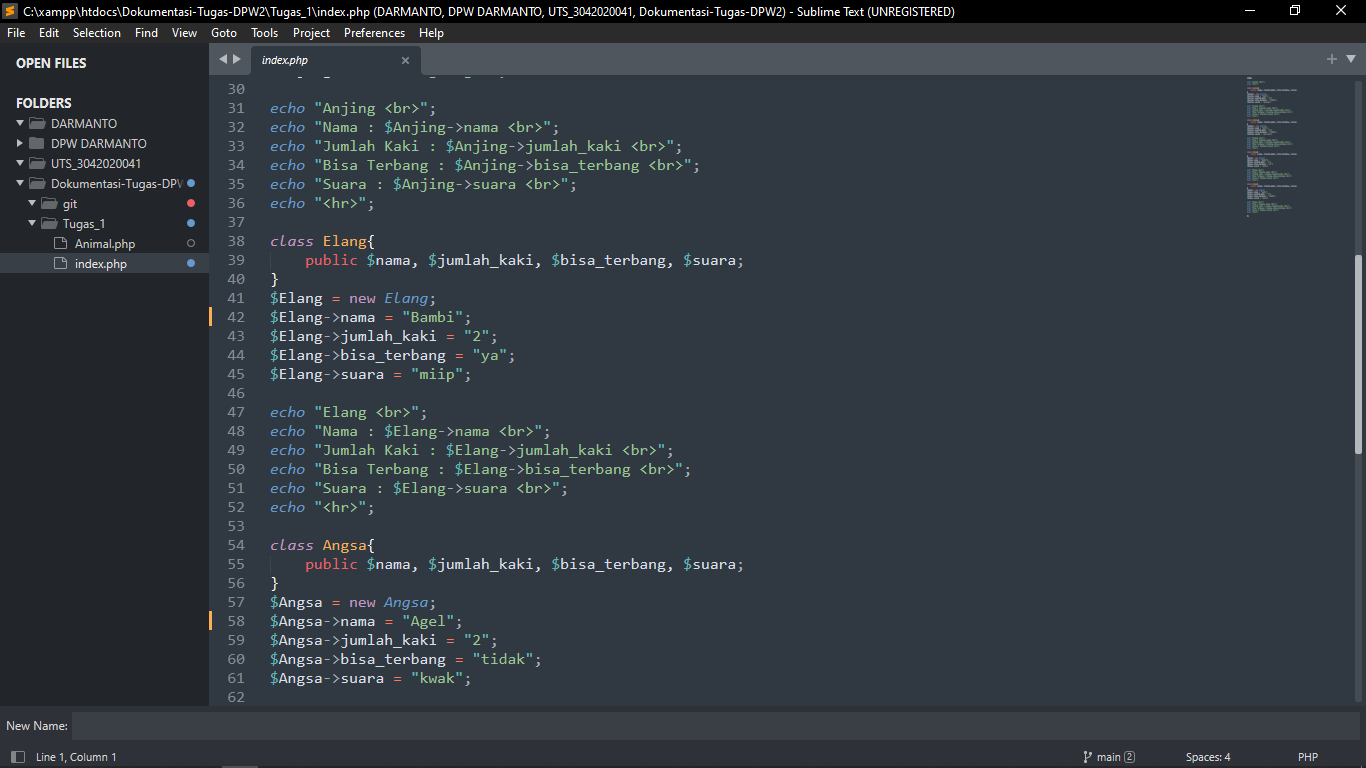 C:\xampp\htdocs\Dokumentasi-Tugas-DPW2\Tugas_1\index.php (DARMANTO, DPW DARMANTO, UTS_3042020041, Dokumentasi-Tugas-DPW2) - Sublime Text (UNREGISTERED)
File Edit Selection Find View Goto Tools Project Preferences Help
OPEN FILES
FOLDERS
DARMANTO
DPW DARMANTO
UTS_3042020041
Dokumentasi-Tugas-DPW
git
Tugas_1
Animal.php
index.php
index.php
30
31 echo "Anjing <br>";
32 echo "Nama : $Anjing->nama <br>";
33 echo "Jumlah Kaki : $Anjing->jumlah_kaki <br>";
34 echo "Bisa Terbang : $Anjing->bisa_terbang <br>";
35 echo "Suara : $Anjing->suara <br>";
36 echo "<hr>";
37
38 class Elang{
39 public $nama, $jumlah_kaki, $bisa_terbang, $suara;
40 }
41 $Elang = new Elang;
42 $Elang->nama = "Bambi";
43 $Elang->jumlah_kaki = "2";
44 $Elang->bisa_terbang = "ya";
45 $Elang->suara = "miip";
46
47 echo "Elang <br>";
48 echo "Nama : $Elang->nama <br>";
49 echo "Jumlah Kaki : $Elang->jumlah_kaki <br>";
50 echo "Bisa Terbang : $Elang->bisa_terbang <br>";
51 echo "Suara : $Elang->suara <br>";
52 echo "<hr>";
53
54 class Angsa{
55 public $nama, $jumlah_kaki, $bisa_terbang, $suara;
56 }
57 $Angsa = new Angsa;
58 $Angsa->nama = "Agel";
59 $Angsa->jumlah_kaki = "2";
60 $Angsa->bisa_terbang = "tidak";
61 $Angsa->suara = "kwak";
62
New Name:
Line 1, Column 1 main 2 Spaces: 4 PHP